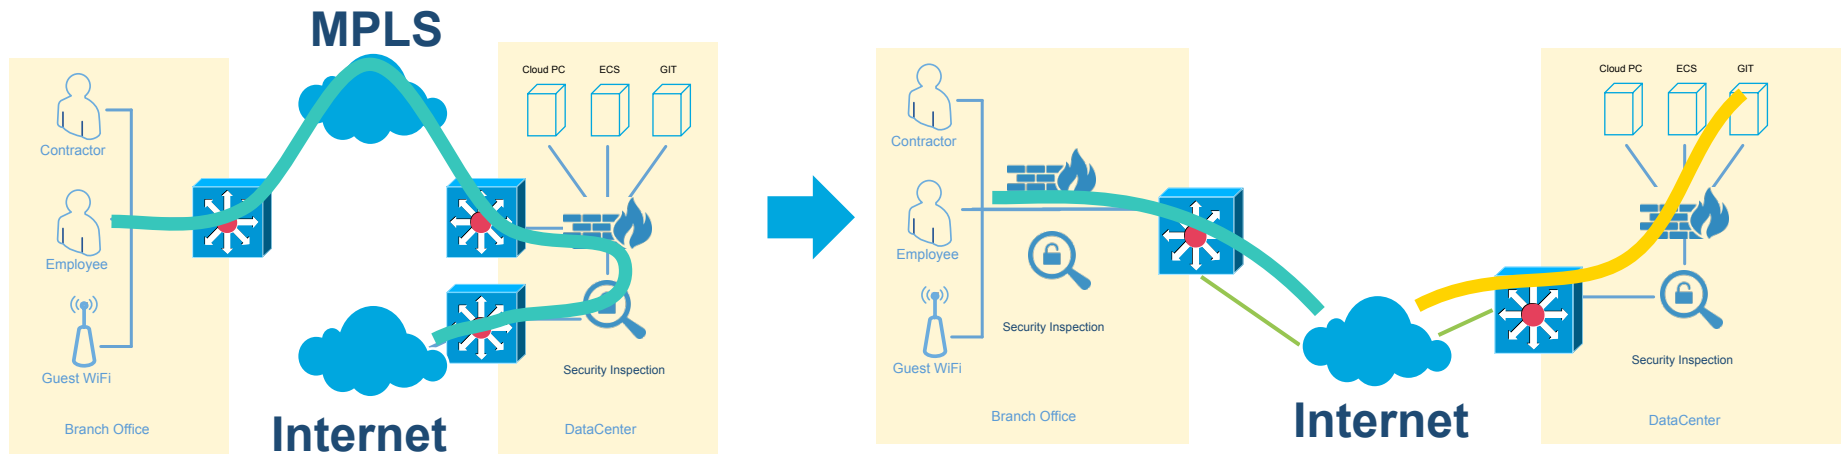 MPLS
Cloud PC ECS GIT
Contractor
Employee
Guest WiFi
Branch Office
Security Inspection
Internet
DataCenter
Cloud PC ECS GIT
Contractor
Employee
Guest WiFi
Security Inspection
Branch Office
Internet
Security Inspection
DataCenter